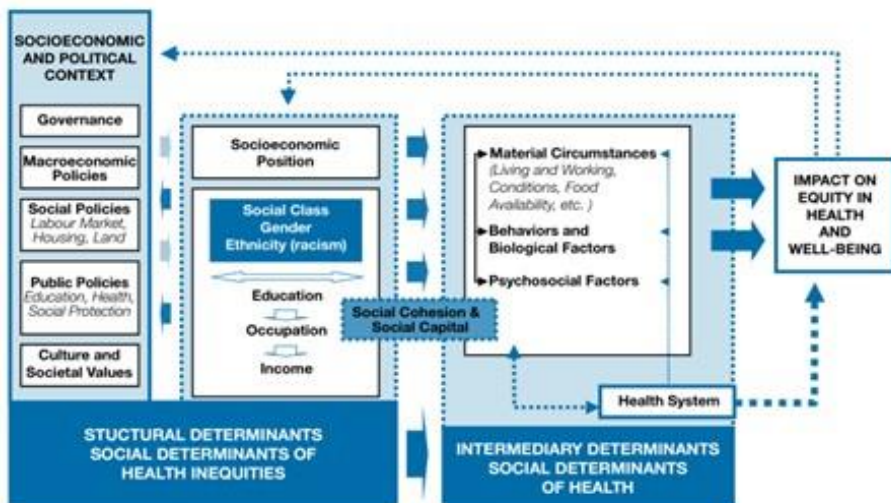 SOCIOECONOMIC
AND POLITICAL
CONTEXT
Governance
Macroeconomic
Policies
Social Policies
Labour Market,
Housing, Land
Public Policies
Education, Health,
Social Protection
Culture and
Societal Values
Socioeconomic
Position
Social Class
Gender
Ethnicity (racism)
Education
Occupation
Income
Social Cohesion &
Social Capital
Material Circumstances
(Living and Working,
Conditions, Food
Availability, etc. )
Behaviors and
Biological Factors
Psychosocial Factors
Health System
IMPACT ON
EQUITY IN
HEALTH
AND
WELL-BEING
STUCTURAL DETERMINANTS
SOCIAL DETERMINANTS OF
HEALTH INEQUITIES
INTERMEDIARY DETERMINANTS
SOCIAL DETERMINANTS
OF HEALTH